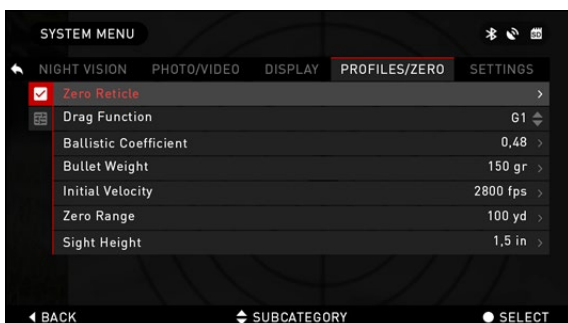 SYSTEM MENU
SD
NIGHT VISION PHOTO/VIDEO DISPLAY PROFILES/ZERO SETTINGS
Zero Reticle
Drag Function G1
Ballistic Coefficient 0,48
Bullet Weight 150 gr
Initial Velocity 2800 fps
Zero Range 100 yd
Sight Height 1,5 in
BACK SUBCATEGORY SELECT